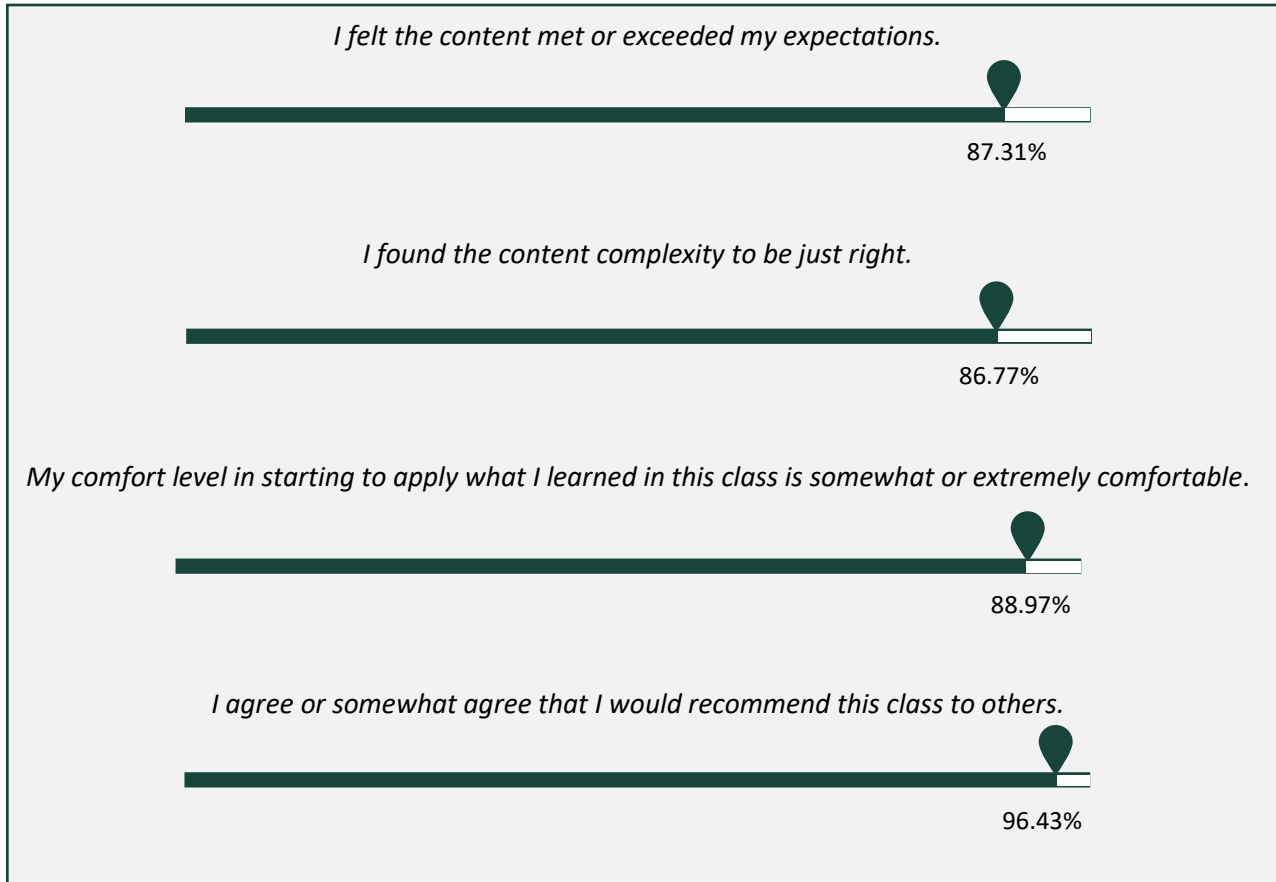 I felt the content met or exceeded my expectations.
87.31%
I found the content complexity to be just right.
86.77%
My comfort level in starting to apply what I learned in this class is somewhat or extremely comfortable.
88.97%
I agree or somewhat agree that I would recommend this class to others.
96.43%